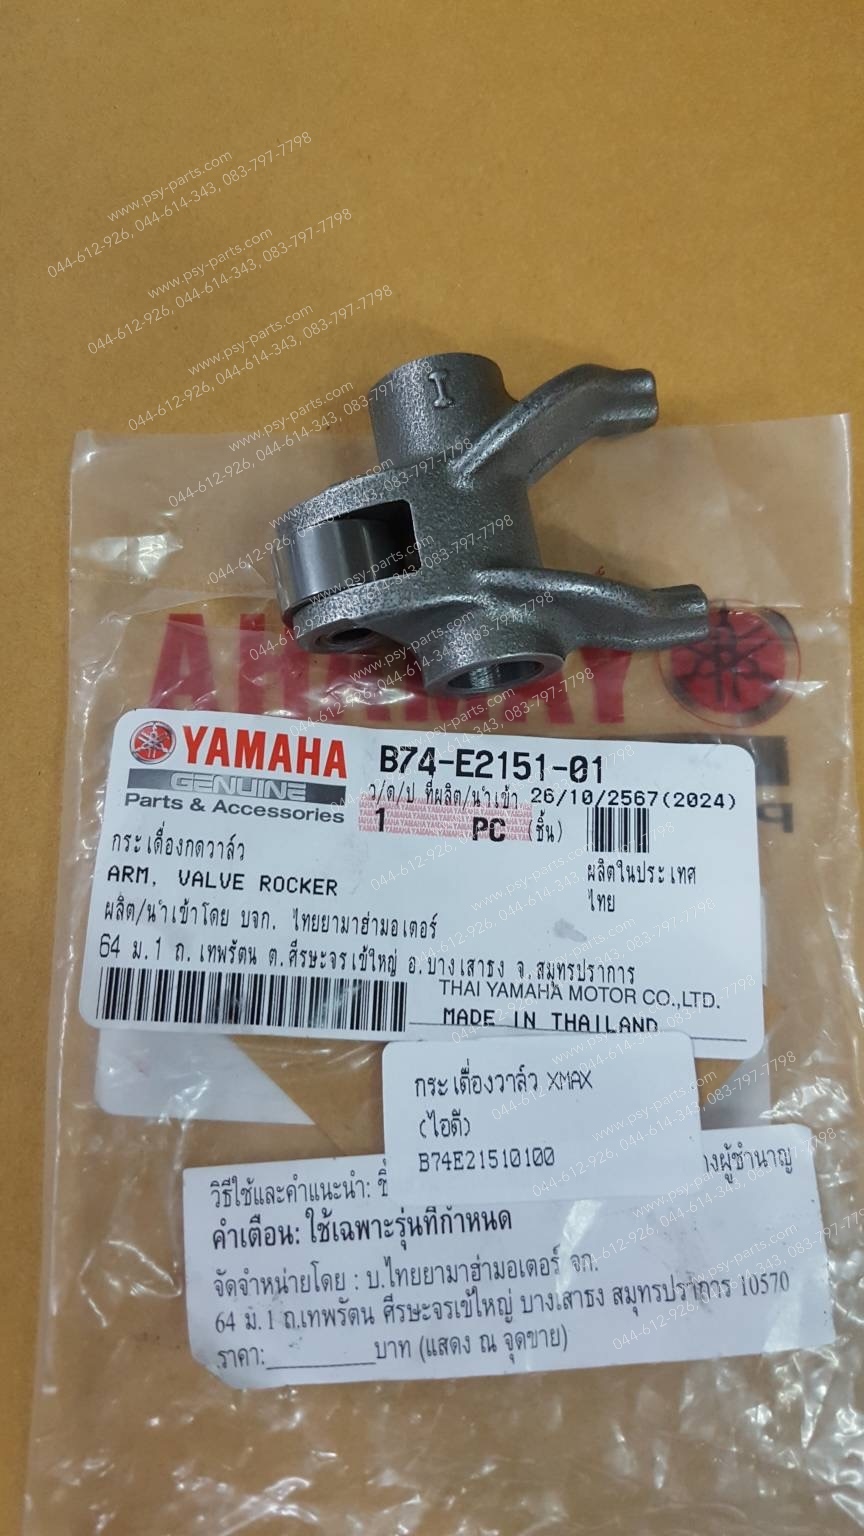 www.psy-parts.com
044-612-926, 044-614-343, 083-797-7798
I
YAMAHA
YAMAHA
GENUINE
Parts & Accessories
B74-E2151-01
ว/ด/ป ที่ผลิต/นำเข้า 26/10/2567(2024)
1 PC (ชิ้น)
กระเดื่องกดวาล์ว
ARM, VALVE ROCKER
ผลิตในประเทศ
ไทย
ผลิต/นำเข้าโดย บจก. ไทยยามาฮ่ามอเตอร์
64 ม.1 ถ.เทพรัตน ต.ศีรษะจรเข้ใหญ่ อ.บางเสาธง จ.สมุทรปราการ
THAI YAMAHA MOTOR CO.,LTD.
MADE IN THAILAND
กระเดื่องวาล์ว XMAX
(ไอดี)
B74E21510100
วิธีใช้และคำแนะนำ:
คำเตือน: ใช้เฉพาะรุ่นที่กำหนด
จัดจำหน่ายโดย : บ.ไทยยามาฮ่ามอเตอร์ จก.
64 ม.1 ถ.เทพรัตน ศีรษะจรเข้ใหญ่ บางเสาธง สมุทรปราการ 10570
ราคา:________บาท (แสดง ณ จุดขาย)